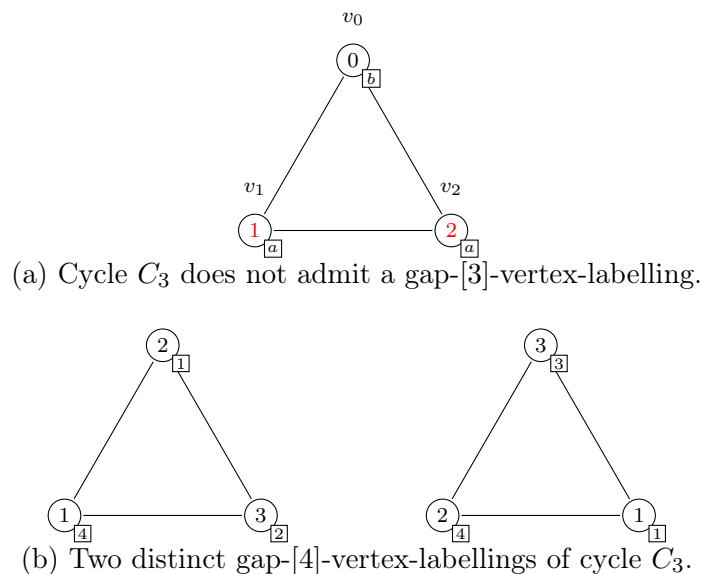 v0
0
b
v1 v2
1 2
a a
(a) Cycle C3 does not admit a gap-[3]-vertex-labelling.
2 3
1 3
1 3 2 1
4 2 4 1
(b) Two distinct gap-[4]-vertex-labellings of cycle C3.